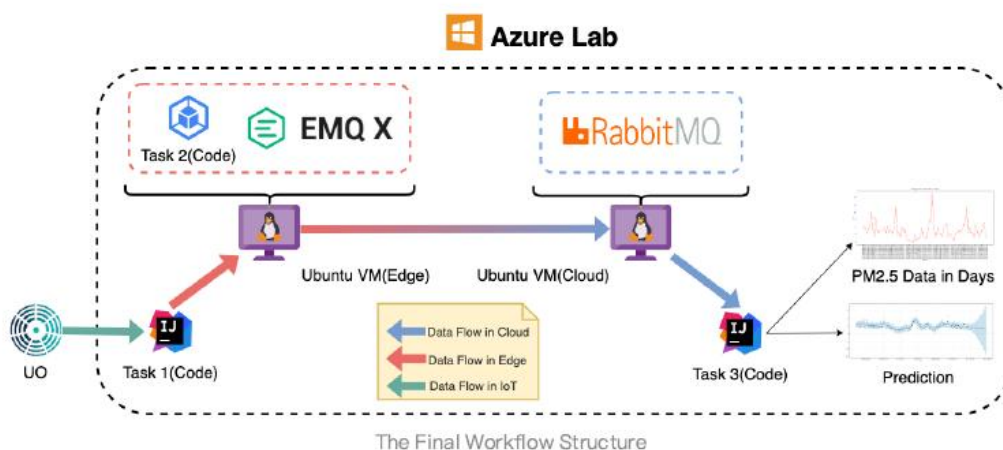 Azure Lab
Task 2(Code)
EMQ X
RabbitMQ
Ubuntu VM(Edge)
Ubuntu VM(Cloud)
PM2.5 Data in Days
UO
IJ
Task 1(Code)
Data Flow in Cloud
Data Flow in Edge
Data Flow in IoT
IJ
Task 3(Code)
Prediction
The Final Workflow Structure